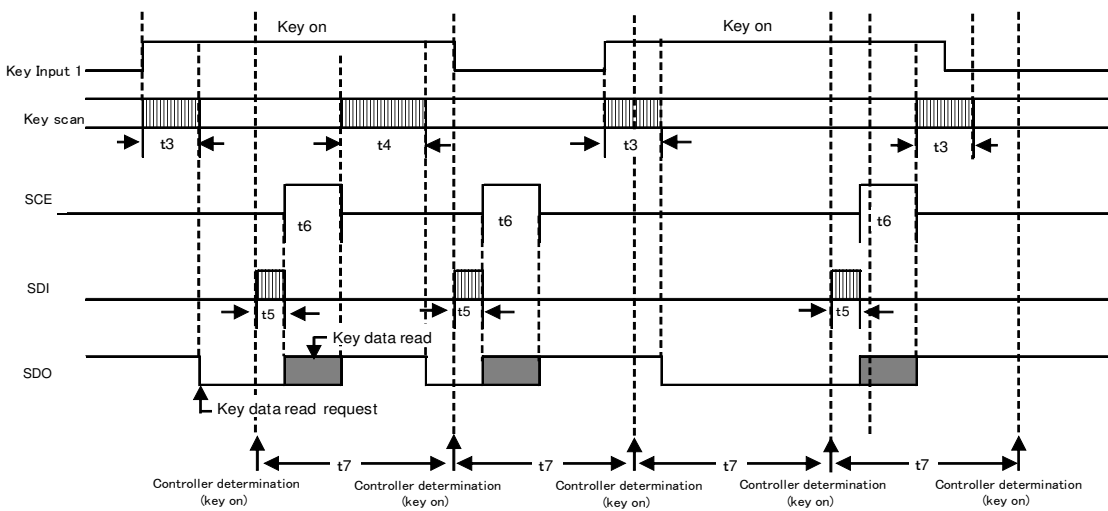 Key on Key on
Key Input 1
Key scan
t3 t4 t3 t3
SCE
t6 t6 t6
SDI
t5 t5 t5
Key data read
SDO
Key data read request
t7 t7 t7 t7
Controller determination Controller determination Controller determination Controller determination Controller determination
(key on) (key on) (key on) (key on) (key on)